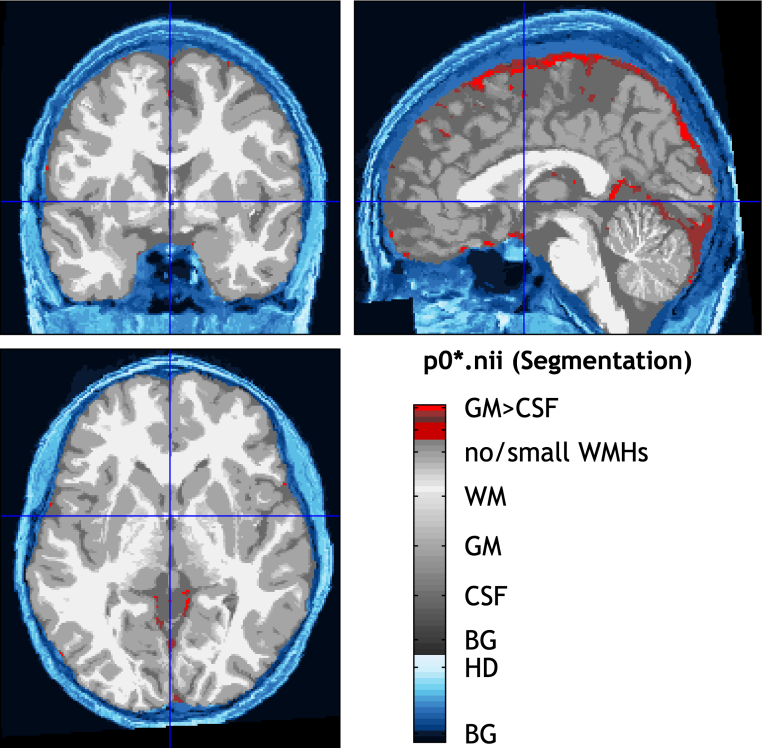 p0*.nii (Segmentation)
GM>CSF
no/small WMHs
WM
GM
CSF
BG
HD
BG